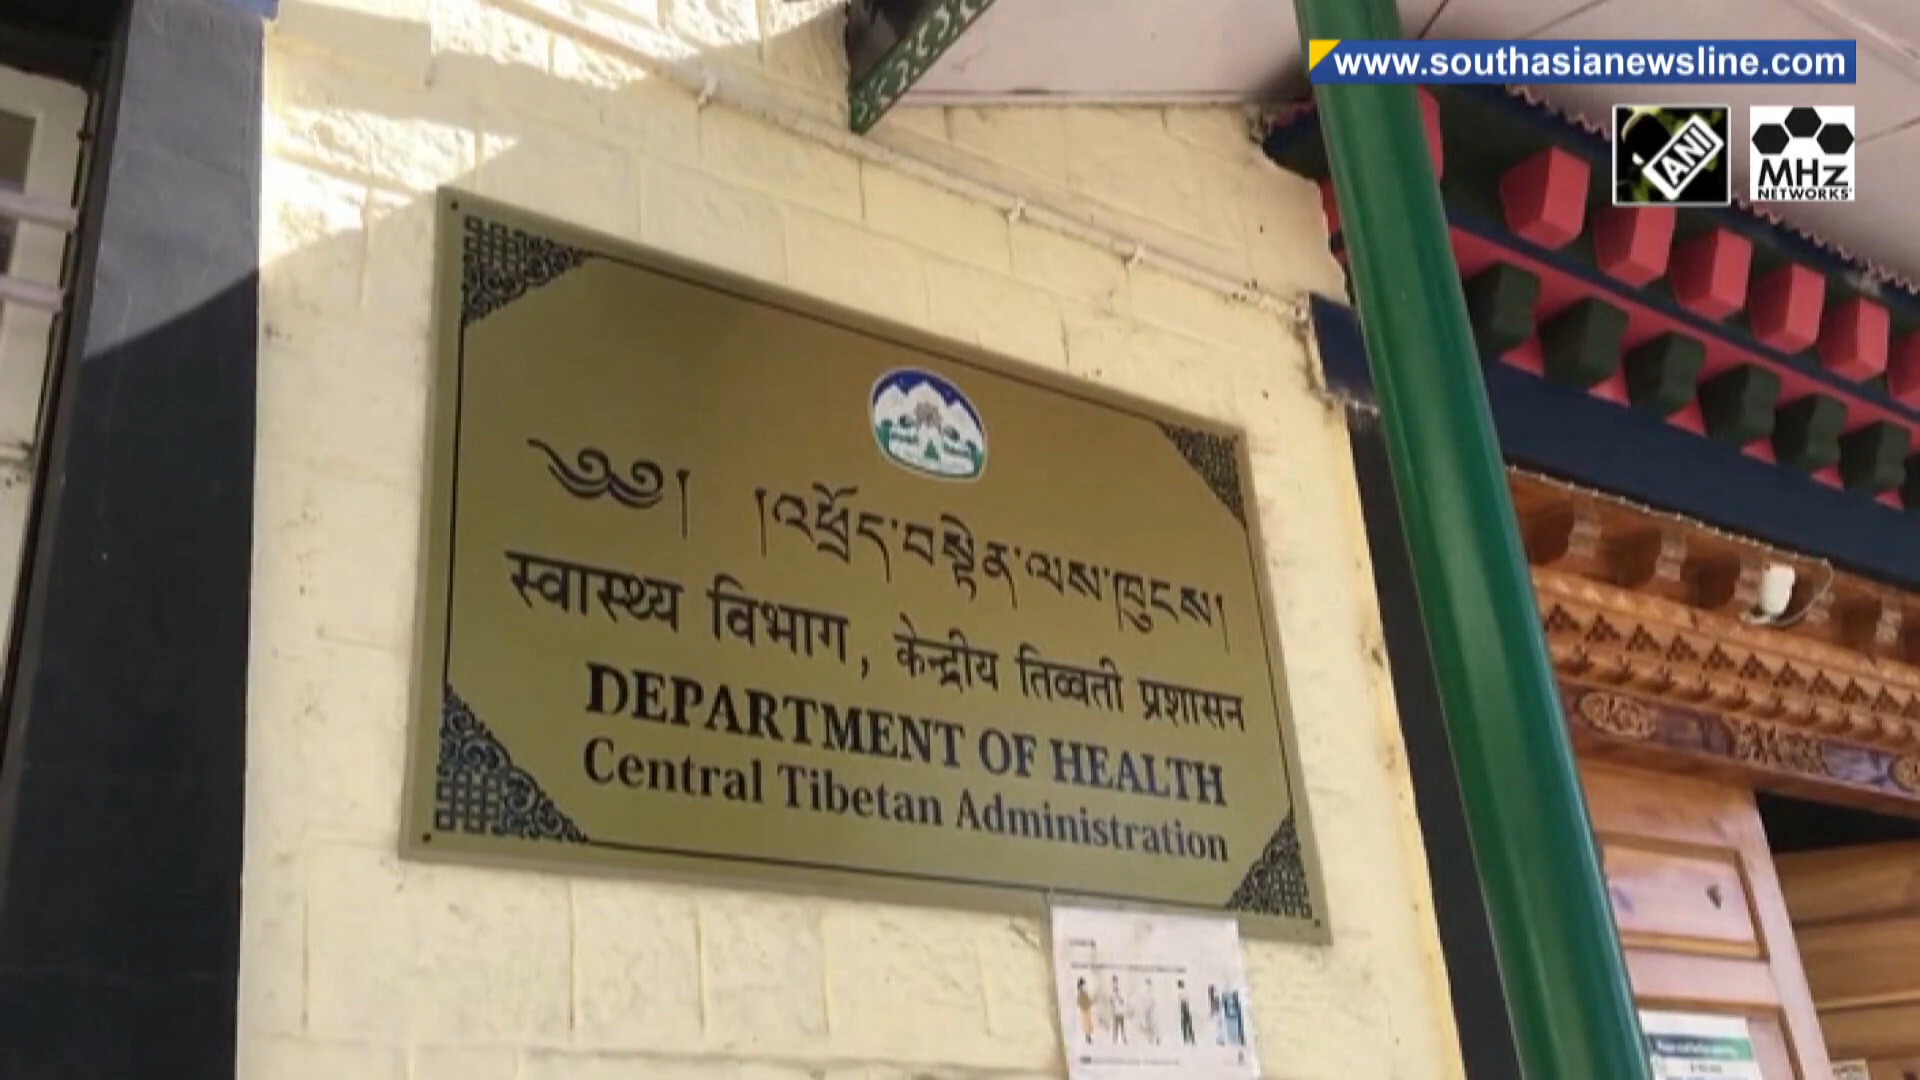 www.southasianewsline.com
ANI
MHz
NETWORKS
༄༅། །འཕྲོད་བསྟེན་ལས་ཁུངས།
स्वास्थ्य विभाग, केन्द्रीय तिब्बती प्रशासन
DEPARTMENT OF HEALTH
Central Tibetan Administration